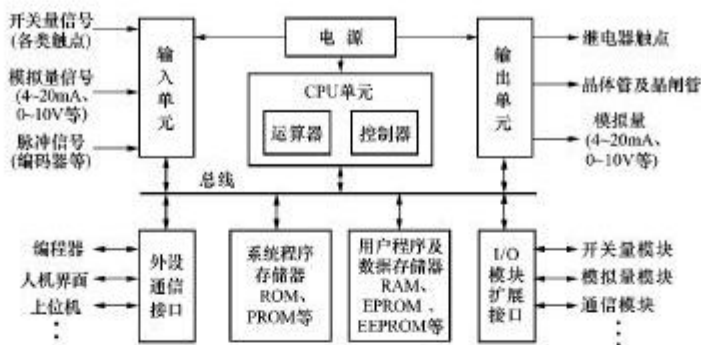 开关量信号
(各类触点)
模拟量信号
(4~20mA、
0~10V等)
脉冲信号
(编码器等)
输入单元
电源
CPU单元
运算器
控制器
输出单元
继电器触点
晶体管及晶闸管
模拟量
(4~20mA、
0~10V等)
总线
编程器
人机界面
上位机
外设
通信
接口
系统程序
存储器
ROM、
PROM等
用户程序及
数据存储器
RAM、
EPROM、
EEPROM等
I/O
模块
扩展
接口
开关量模块
模拟量模块
通信模块